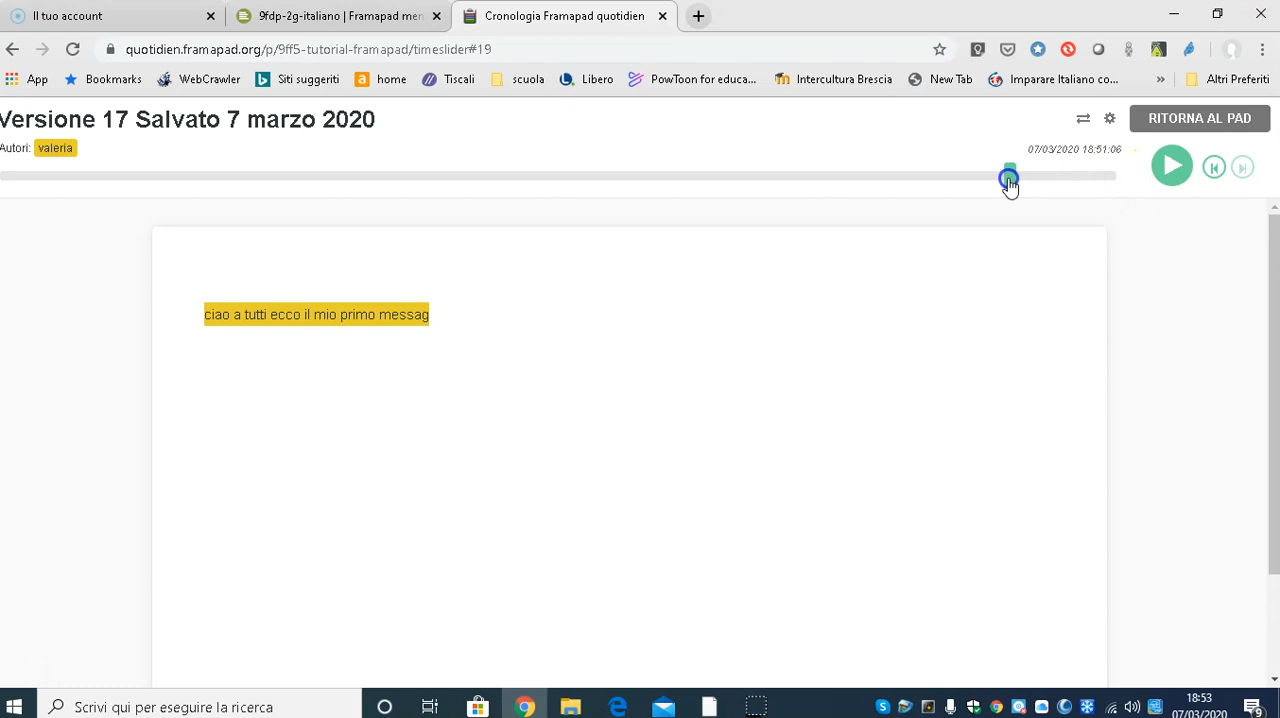 Il tuo account
9fdp-2g-italiano | Framapad men
Cronologia Framapad quotidien
quotidien.framapad.org/p/9ff5-tutorial-framapad/timeslider#19
App Bookmarks WebCrawler Siti suggeriti home Tiscali scuola Libero PowToon for educa... Intercultura Brescia New Tab Imparare Italiano co... » Altri Preferiti
Versione 17 Salvato 7 marzo 2020
RITORNA AL PAD
Autori: valeria
07/03/2020 18:51:06
ciao a tutti ecco il mio primo messag
Scrivi qui per eseguire la ricerca
18:53
07/03/2020
9